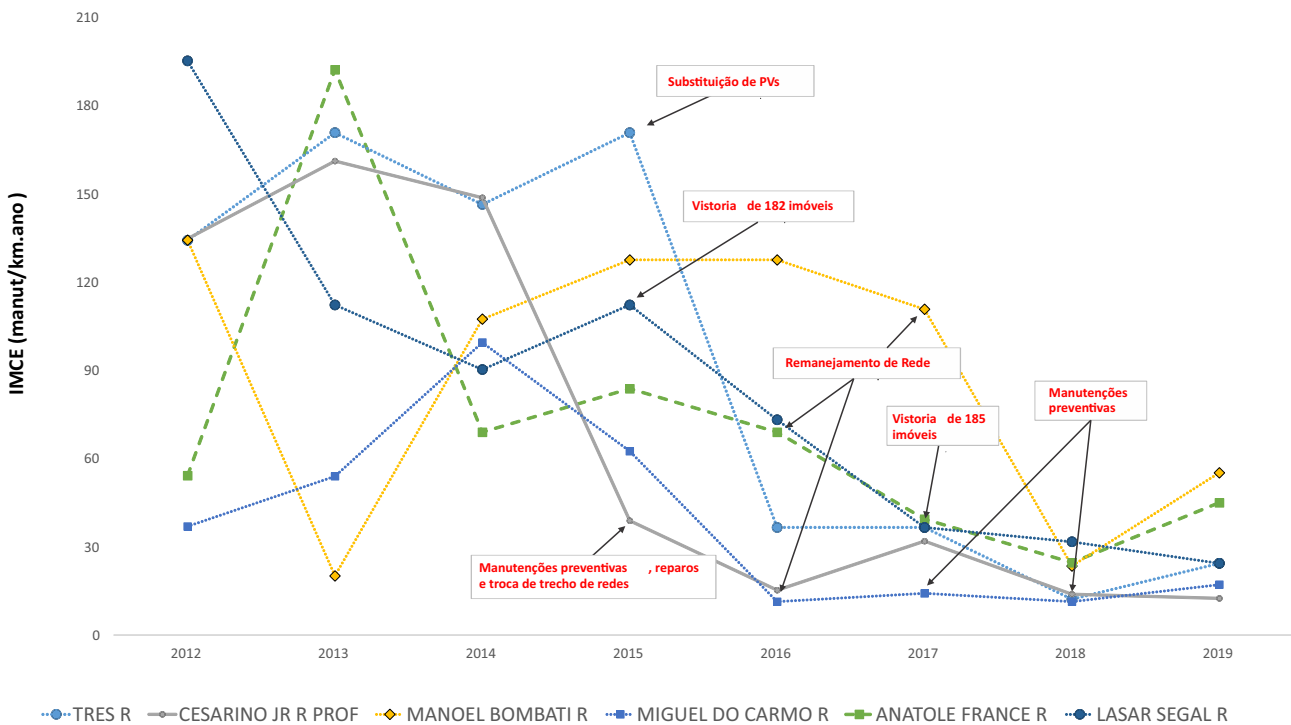 210
180
150
120
90
60
30
0
IMCE (manut/km.ano )
Substituição de PVs
Vistoria de 182 imóveis
Remanejamento de Rede
Vistoria de 185
imóveis
Manutenções
preventivas
Manutenções preventivas , reparos
e troca de trecho de redes
2012 2013 2014 2015 2016 2017 2018 2019
TRES R CESARINO JR R PROF MANOEL BOMBATI R MIGUEL DO CARMO R ANATOLE FRANCE R LASAR SEGAL R